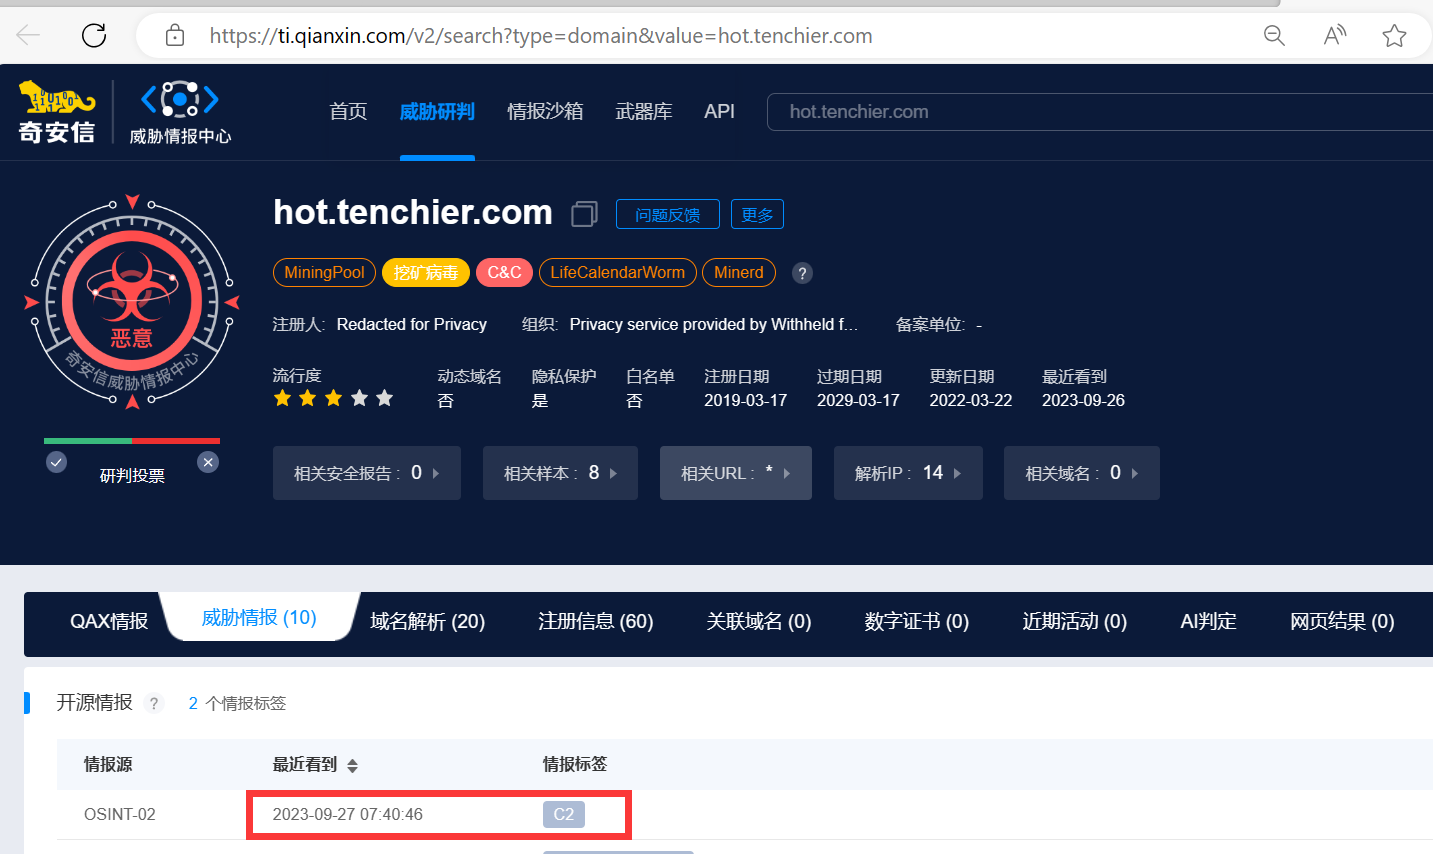 https://ti.qianxin.com/v2/search?type=domain&value=hot.tenchier.com
奇安信
威胁情报中心
首页 威胁研判 情报沙箱 武器库 API hot.tenchier.com
hot.tenchier.com 问题反馈 更多
MiningPool 挖矿病毒 C&C LifeCalendarWorm Minerd ?
恶意
奇安信威胁情报中心
研判投票
注册人: Redacted for Privacy 组织: Privacy service provided by Withheld f... 备案单位: -
流行度 动态域名 隐私保护 白名单 注册日期 过期日期 更新日期 最近看到
否 是 否 2019-03-17 2029-03-17 2022-03-22 2023-09-26
相关安全报告: 0 相关样本: 8 相关URL: * 解析IP: 14 相关域名: 0
QAX情报 威胁情报 (10) 域名解析 (20) 注册信息 (60) 关联域名 (0) 数字证书 (0) 近期活动 (0) AI判定 网页结果 (0)
开源情报 ? 2 个情报标签
情报源 最近看到 情报标签
OSINT-02 2023-09-27 07:40:46 C2